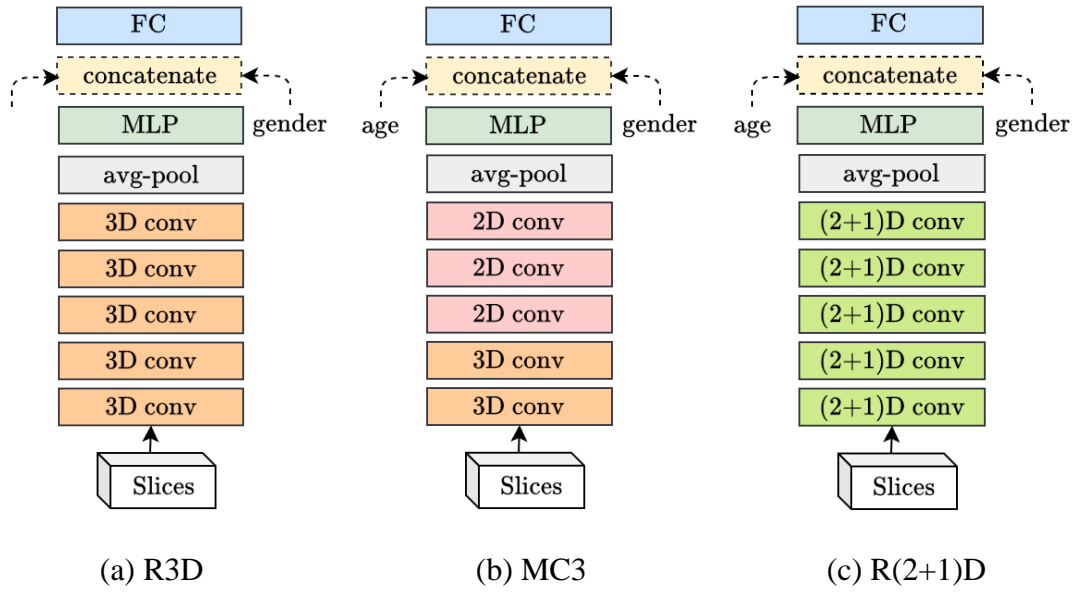 FC
concatenate
MLP
gender
avg-pool
3D conv
3D conv
3D conv
3D conv
3D conv
Slices
(a) R3D
FC
concatenate
age
MLP
gender
avg-pool
2D conv
2D conv
2D conv
3D conv
3D conv
Slices
(b) MC3
FC
concatenate
age
MLP
gender
avg-pool
(2+1)D conv
(2+1)D conv
(2+1)D conv
(2+1)D conv
(2+1)D conv
Slices
(c) R(2+1)D